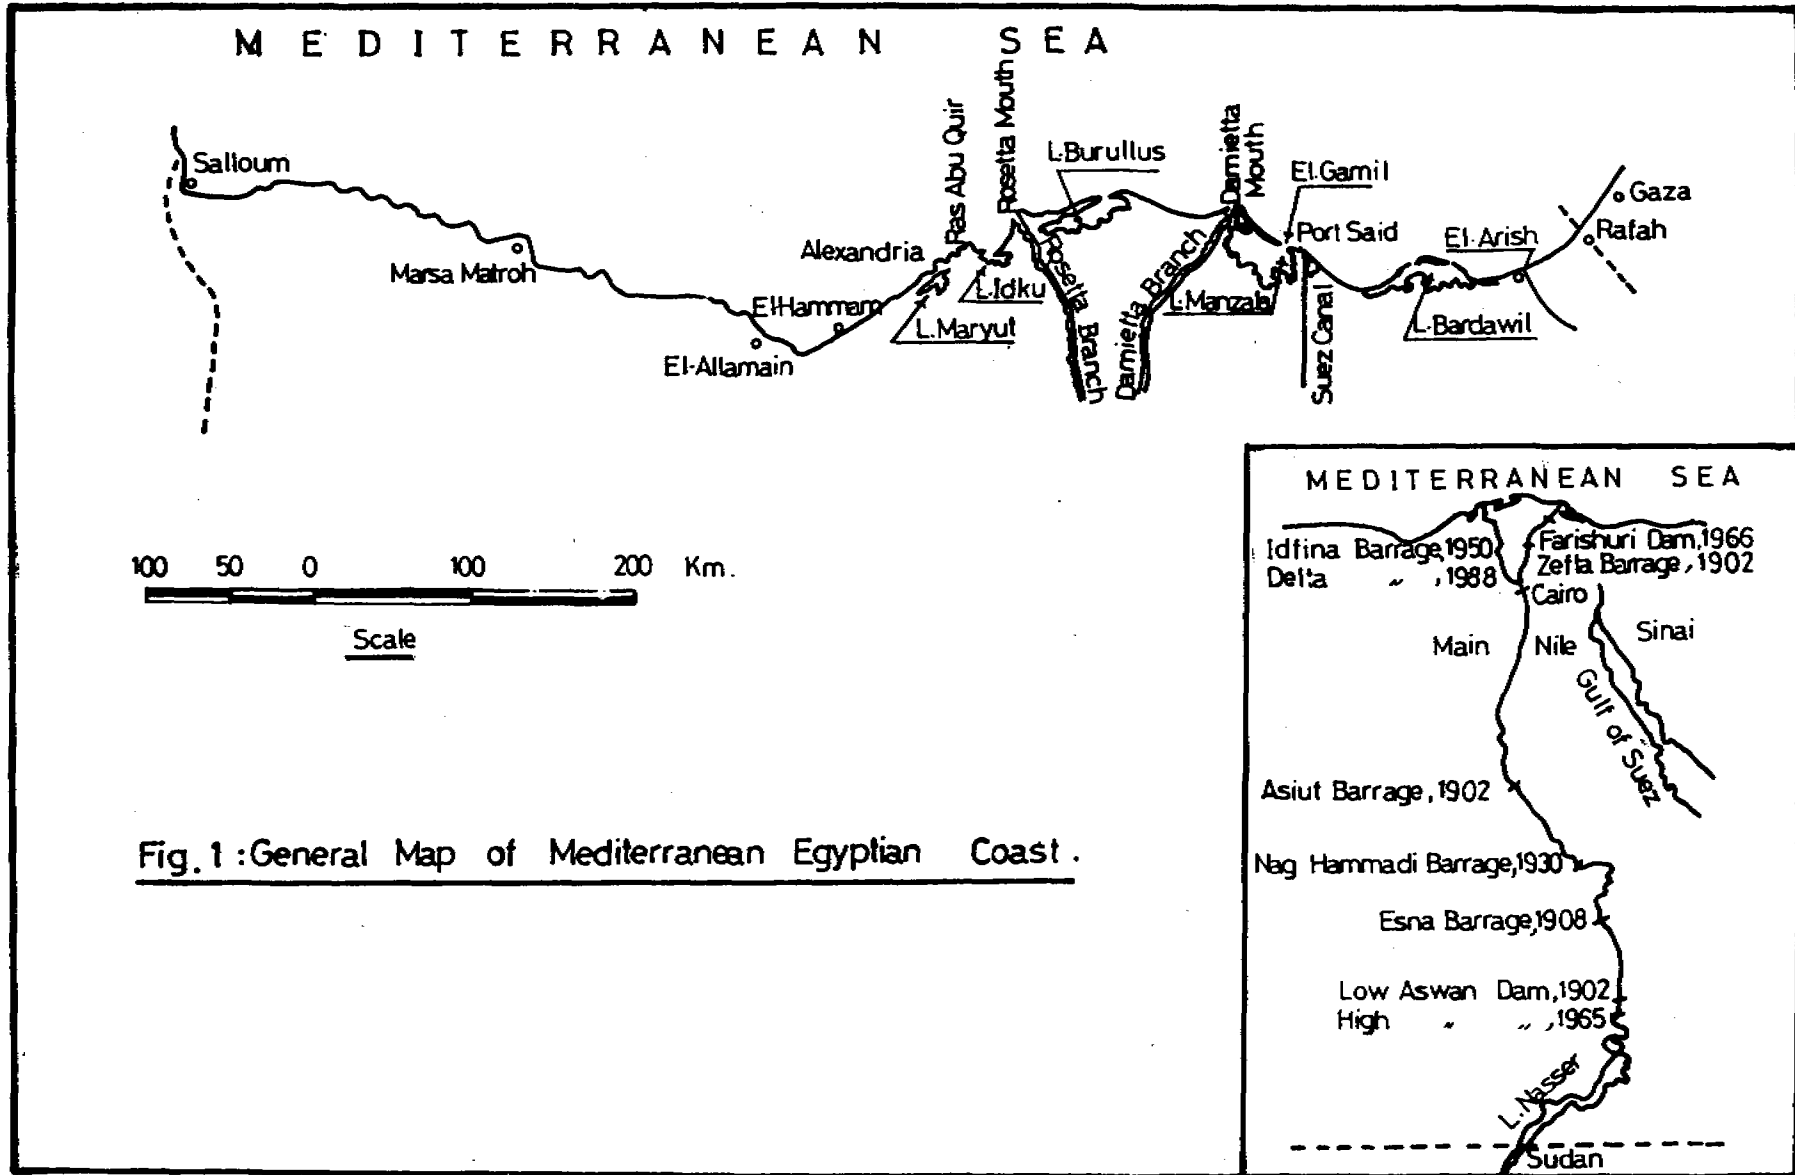 MEDITERRANEAN SEA
Salloum
Marsa Matroh
El-Allamain
El-Hammam
Alexandria
L.Maryut
Ras Abu Quir
L.Idku
Rosetta Mouth
Rosetta Branch
L.Burullus
Damietta Mouth
Damietta Branch
L.Manzala
El.Gamil
Port Said
Suez Canal
El-Arish
L.Bardawil
Rafah
Gaza
100 50 0 100 200 Km.
Scale
Fig.1:General Map of Mediterranean Egyptian Coast.
MEDITERRANEAN SEA
Idfina Barrage,1950
Delta " ,1988
Farishuri Dam,1966
Zefta Barrage,1902
Cairo
Main Nile
Sinai
Gulf of Suez
Asiut Barrage,1902
Nag Hammadi Barrage,1930
Esna Barrage,1908
Low Aswan Dam,1902
High " " ,1965
L.Nasser
Sudan